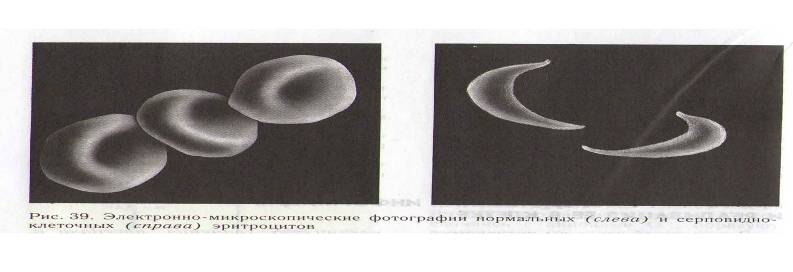 Рис. 39. Электронно-микроскопические фотографии нормальных (слева) и серповидно-
клеточных (справа) эритроцитов